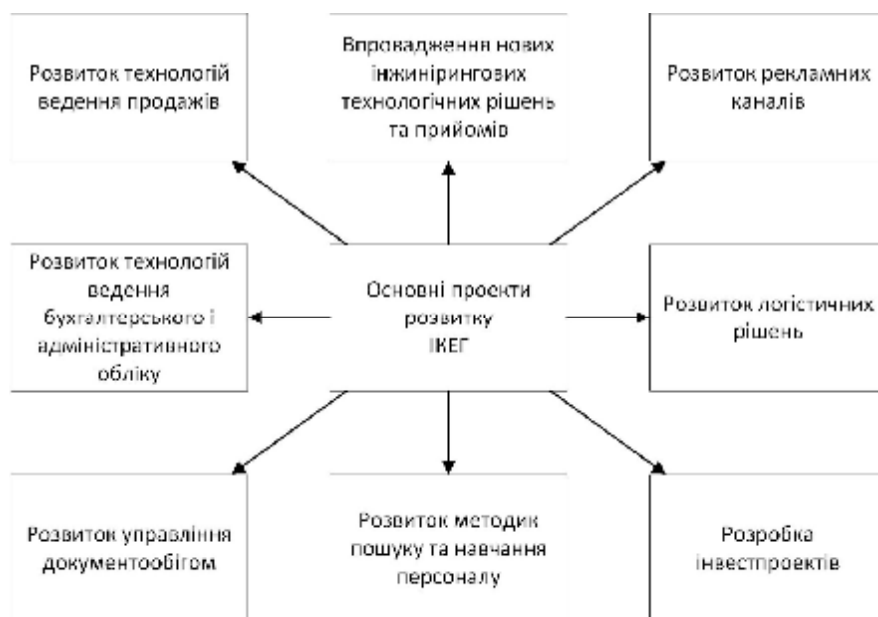 Розвиток технологій
ведення продажів
Впровадження нових
інжинірингових
технологічних рішень
та прийомів
Розвиток рекламних
каналів
Розвиток технологій
ведення
бухгалтерського і
адміністративного
обліку
Основні проекти
розвитку
ІКЕГ
Розвиток логістичних
рішень
Розвиток управління
документообігом
Розвиток методик
пошуку та навчання
персоналу
Розробка
інвестпроектів